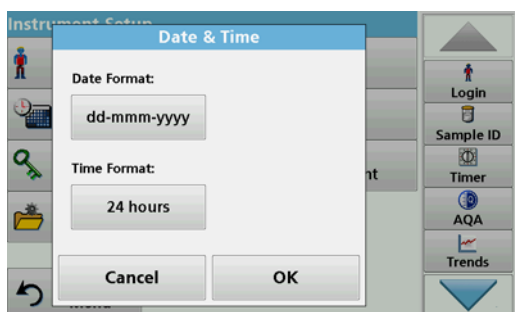 Date & Time
Date Format:
dd-mmm-yyyy
Time Format:
24 hours
Cancel
OK
Login
Sample ID
Timer
AQA
Trends